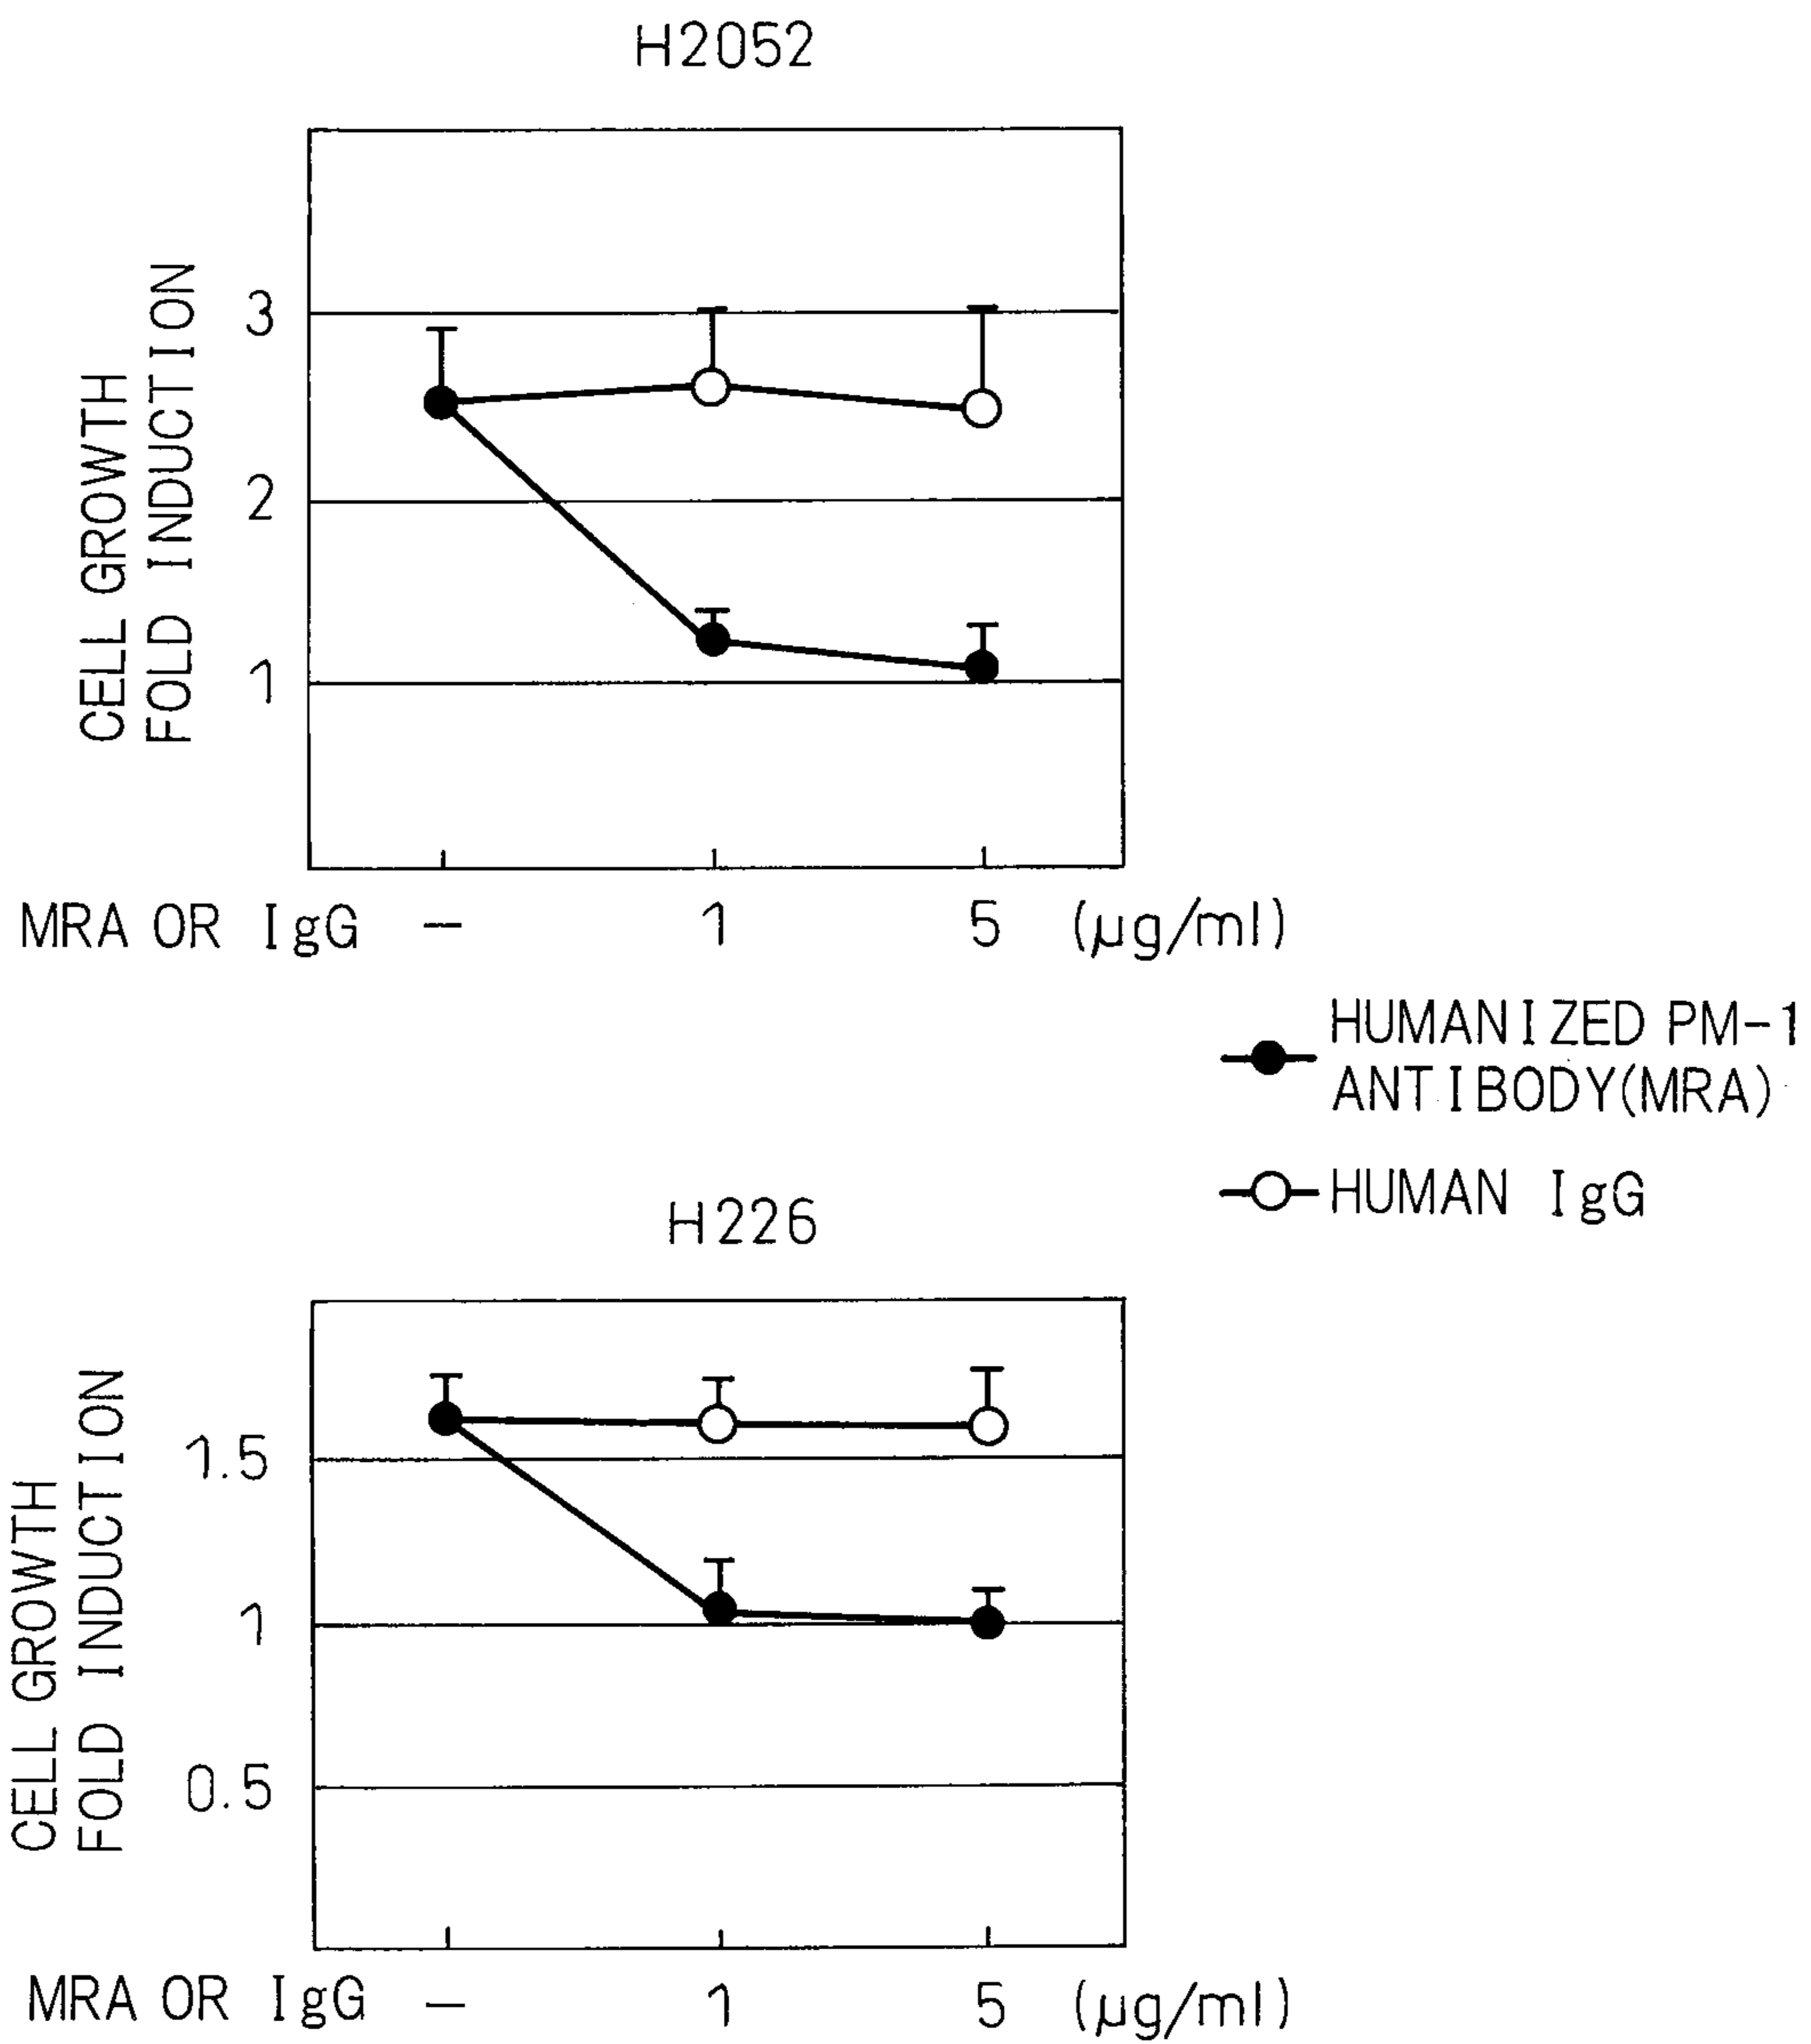 H2052
CELL GROWTH
FOLD INDUCTION
3
2
1
MRA OR IgG - 1 5 (µg/ml)
HUMANIZED PM-1
ANTIBODY(MRA)
HUMAN IgG
H226
CELL GROWTH
FOLD INDUCTION
1.5
1
0.5
MRA OR IgG - 1 5 (µg/ml)